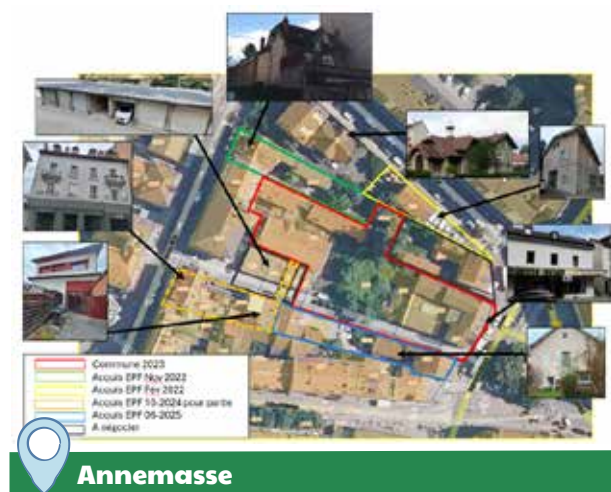 Commune 2023
Acquis EPF Nov 2022
Acquis EPF Fev 2022
Acquis EPF 10-2024 pour partie
Acquis EPF 06-2025
A négocier
Annemasse